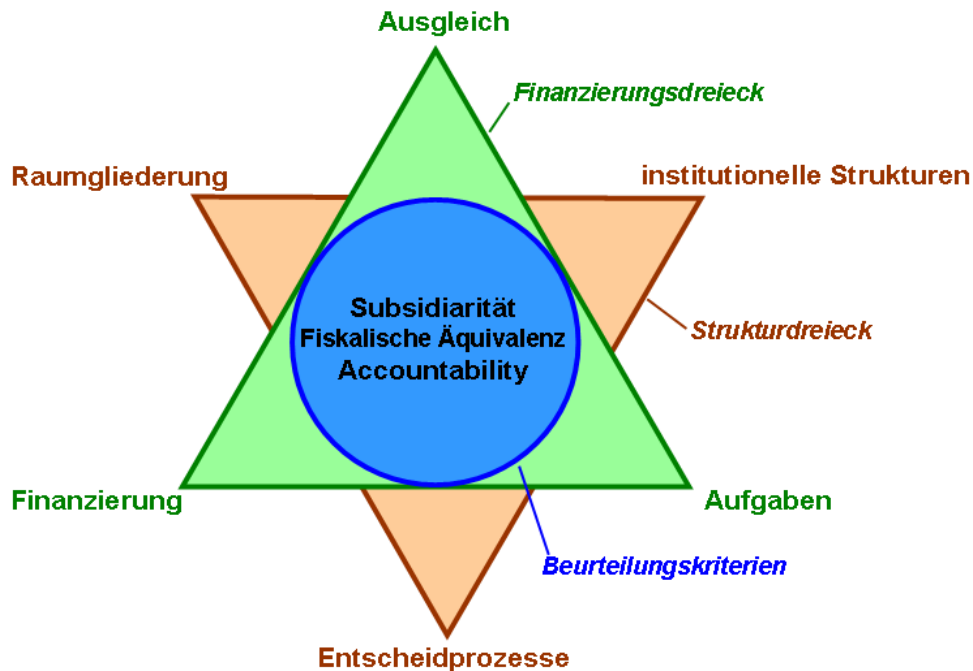 Ausgleich
Finanzierungsdreieck
Raumgliederung
institutionelle Strukturen
Subsidiarität
Fiskalische Äquivalenz
Accountability
Strukturdreieck
Finanzierung
Aufgaben
Beurteilungskriterien
Entscheidprozesse